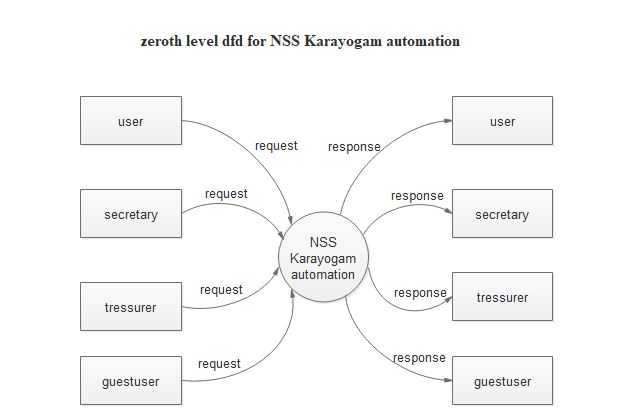 zeroth level dfd for NSS Karayogam automation
user
request
response
user
secretary
request
response
secretary
NSS
Karayogam
automation
tressurer
request
response
tressurer
guestuser
request
response
guestuser